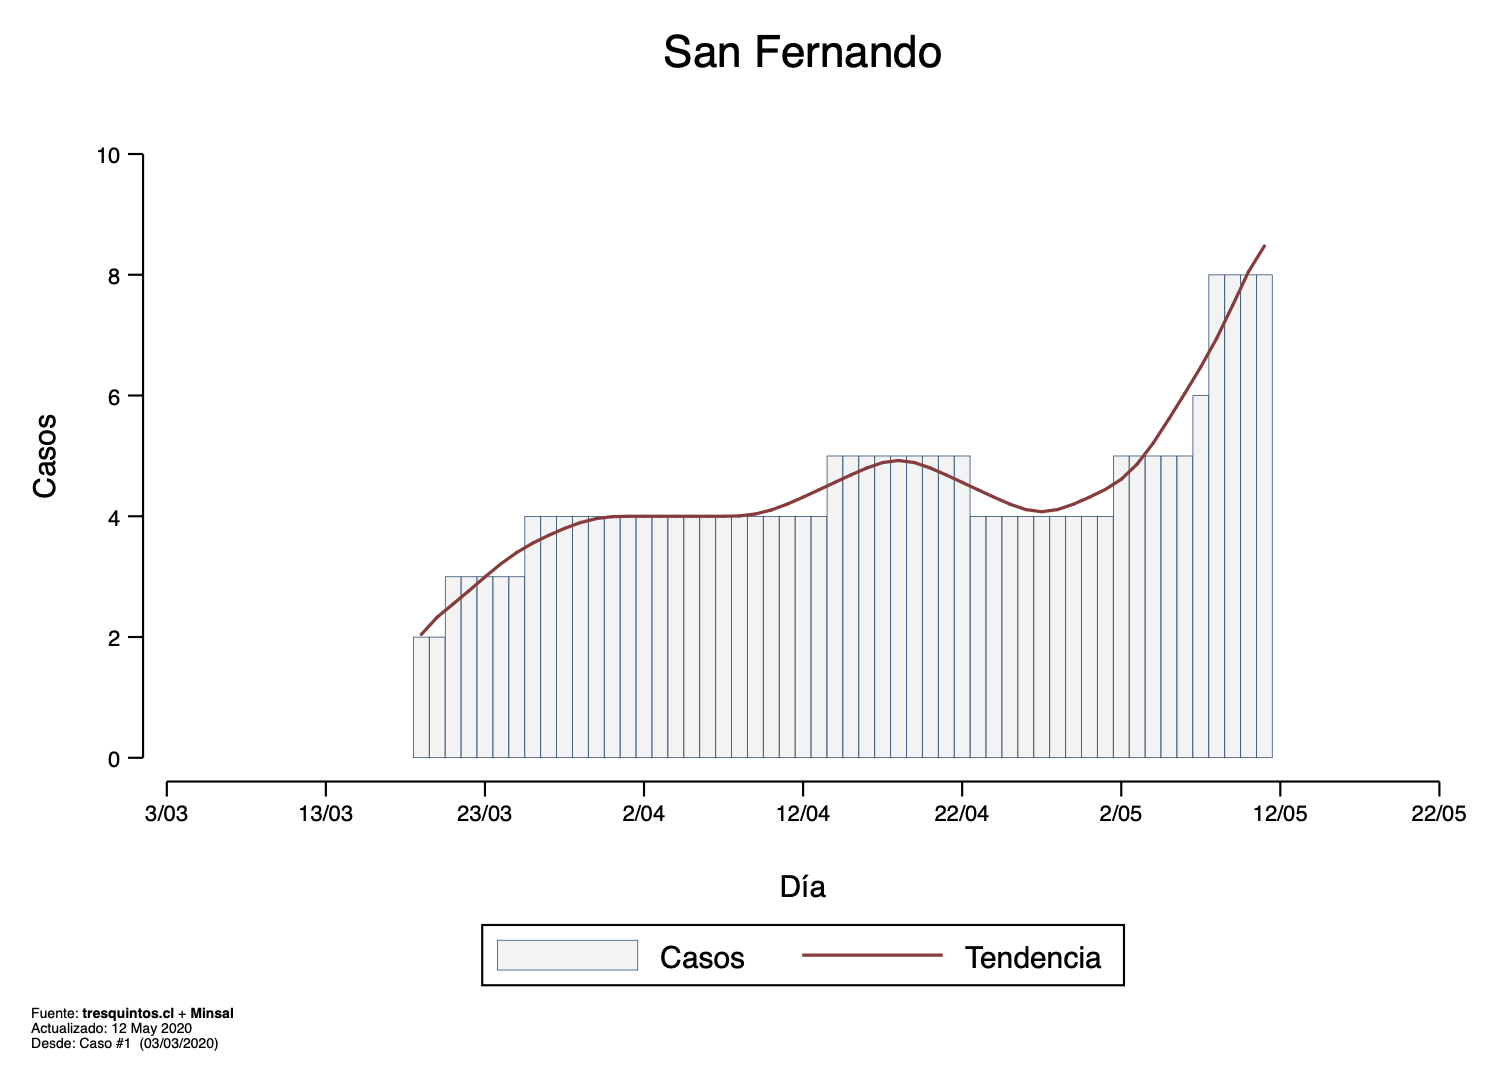 San Fernando
10
8
6
4
2
0
Casos
3/03 13/03 23/03 2/04 12/04 22/04 2/05 12/05 22/05
Día
Casos Tendencia
Fuente: tresquintos.cl + Minsal
Actualizado: 12 May 2020
Desde: Caso #1 (03/03/2020)